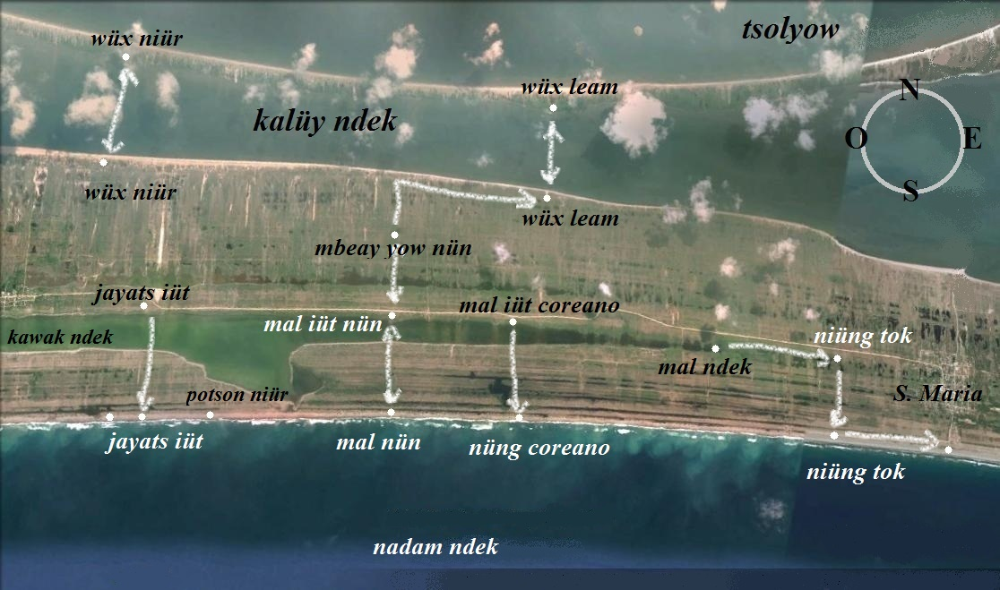 tsolyow
wüx niür
wüx leam
N
kalüy ndek
O
E
wüx niür
S
wüx leam
mbeay yow nün
jayats iüt
mal iüt coreano
mal iüt nün
kawak ndek
niüng tok
mal ndek
potson niür
S. Maria
jayats iüt
mal nün
nüng coreano
niüng tok
nadam ndek